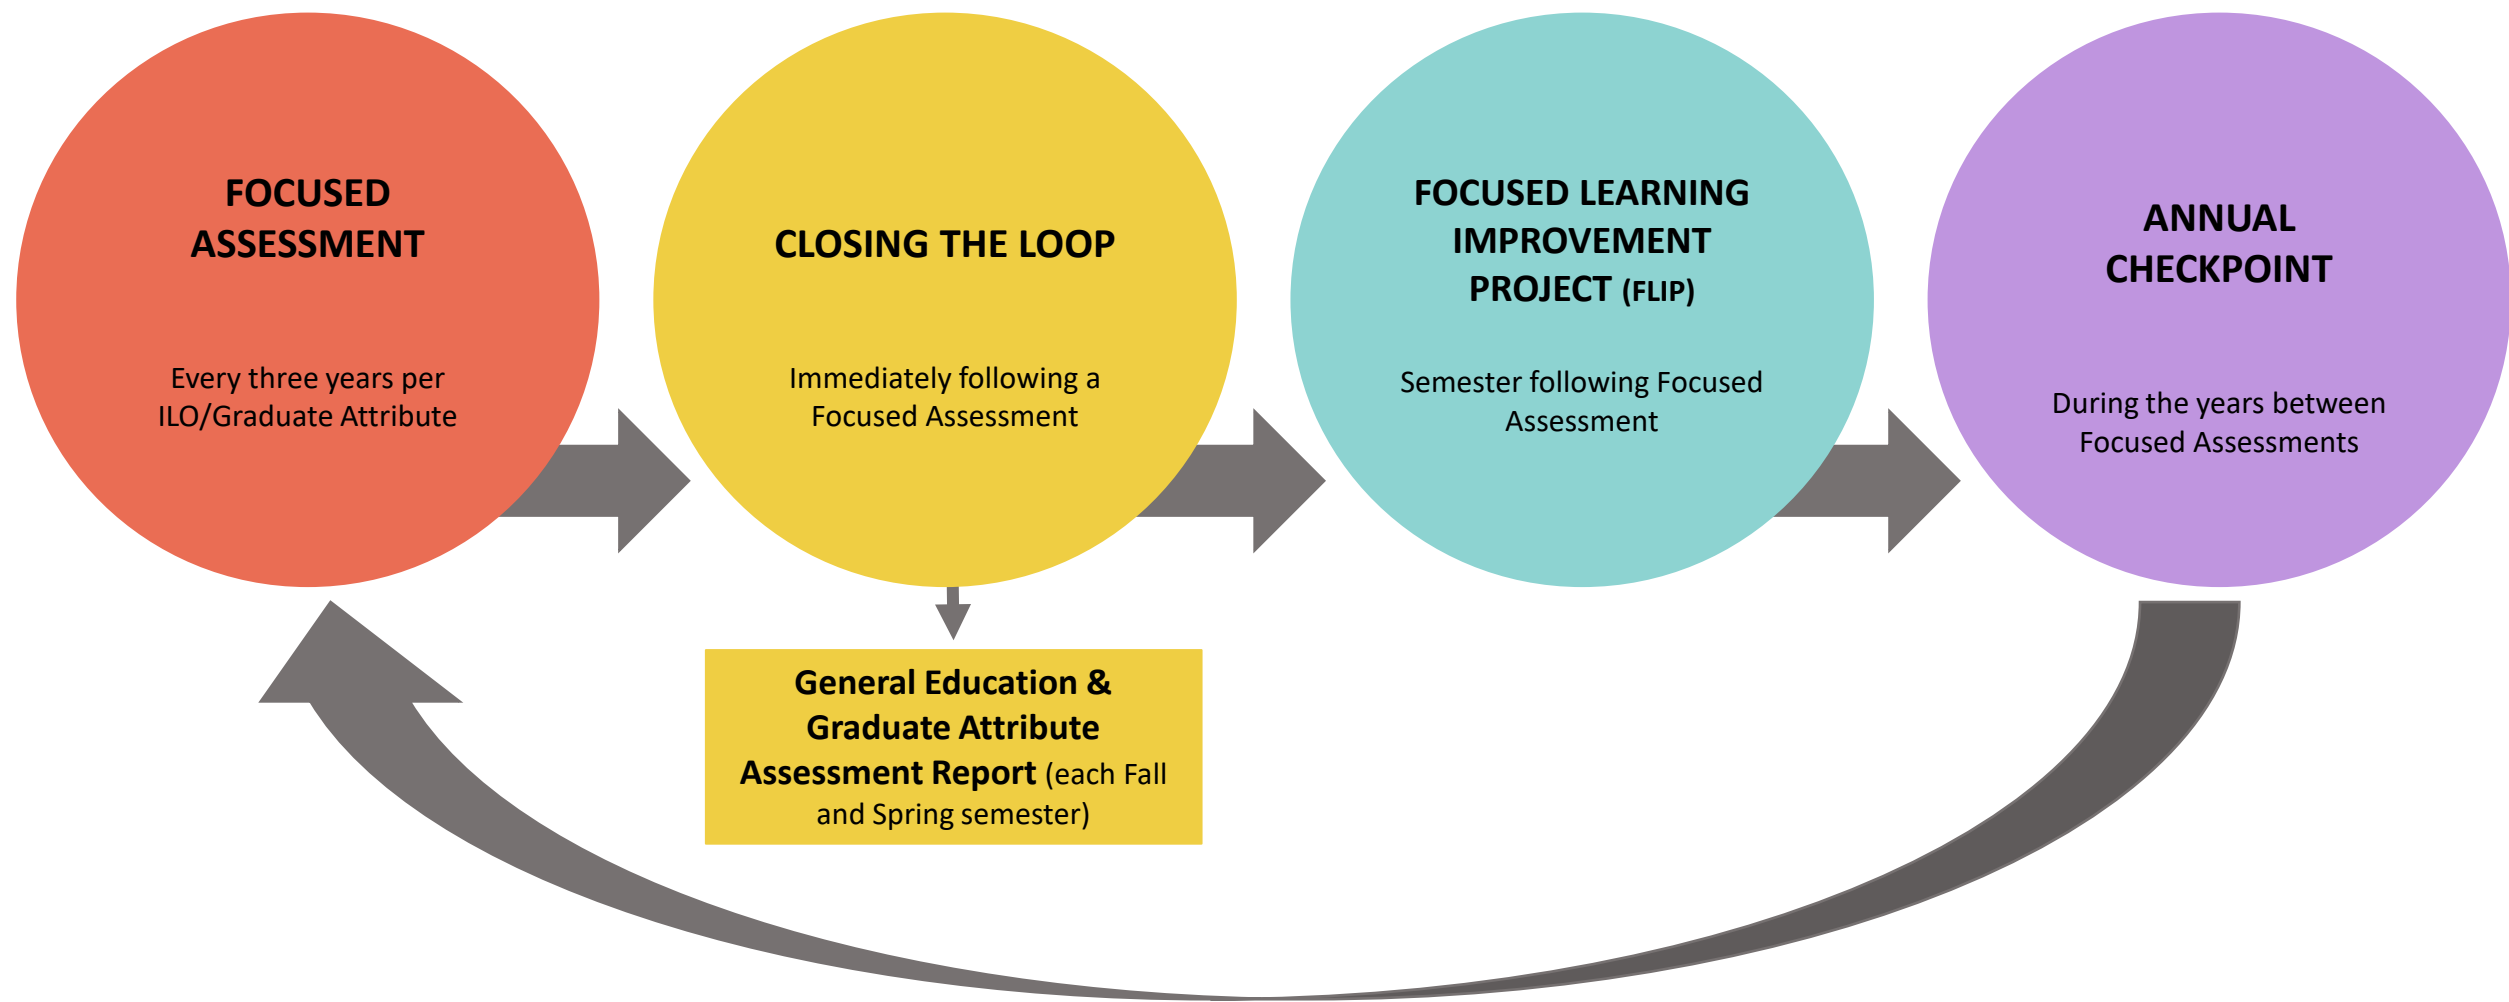 FOCUSED
ASSESSMENT
Every three years per
ILO/Graduate Attribute
CLOSING THE LOOP
Immediately following a
Focused Assessment
General Education &
Graduate Attribute
Assessment Report (each Fall
and Spring semester)
FOCUSED LEARNING
IMPROVEMENT
PROJECT (FLIP)
Semester following Focused
Assessment
ANNUAL
CHECKPOINT
During the years between
Focused Assessments